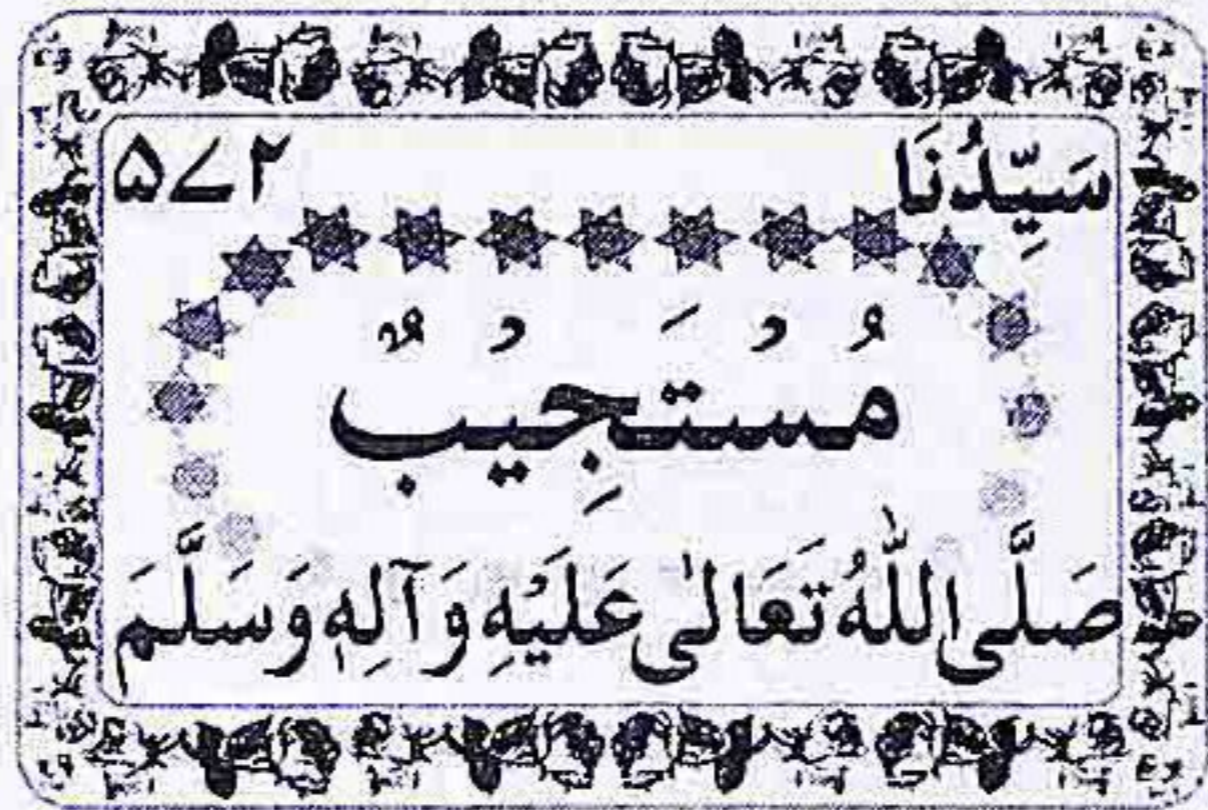 سَيِّدُنَا ۵۷۲
مُسْتَجِيْبٌ
صَلَّى اللّٰهُ تَعَالٰى عَلَيْهِ وَآلِهٖ وَسَلَّمَ